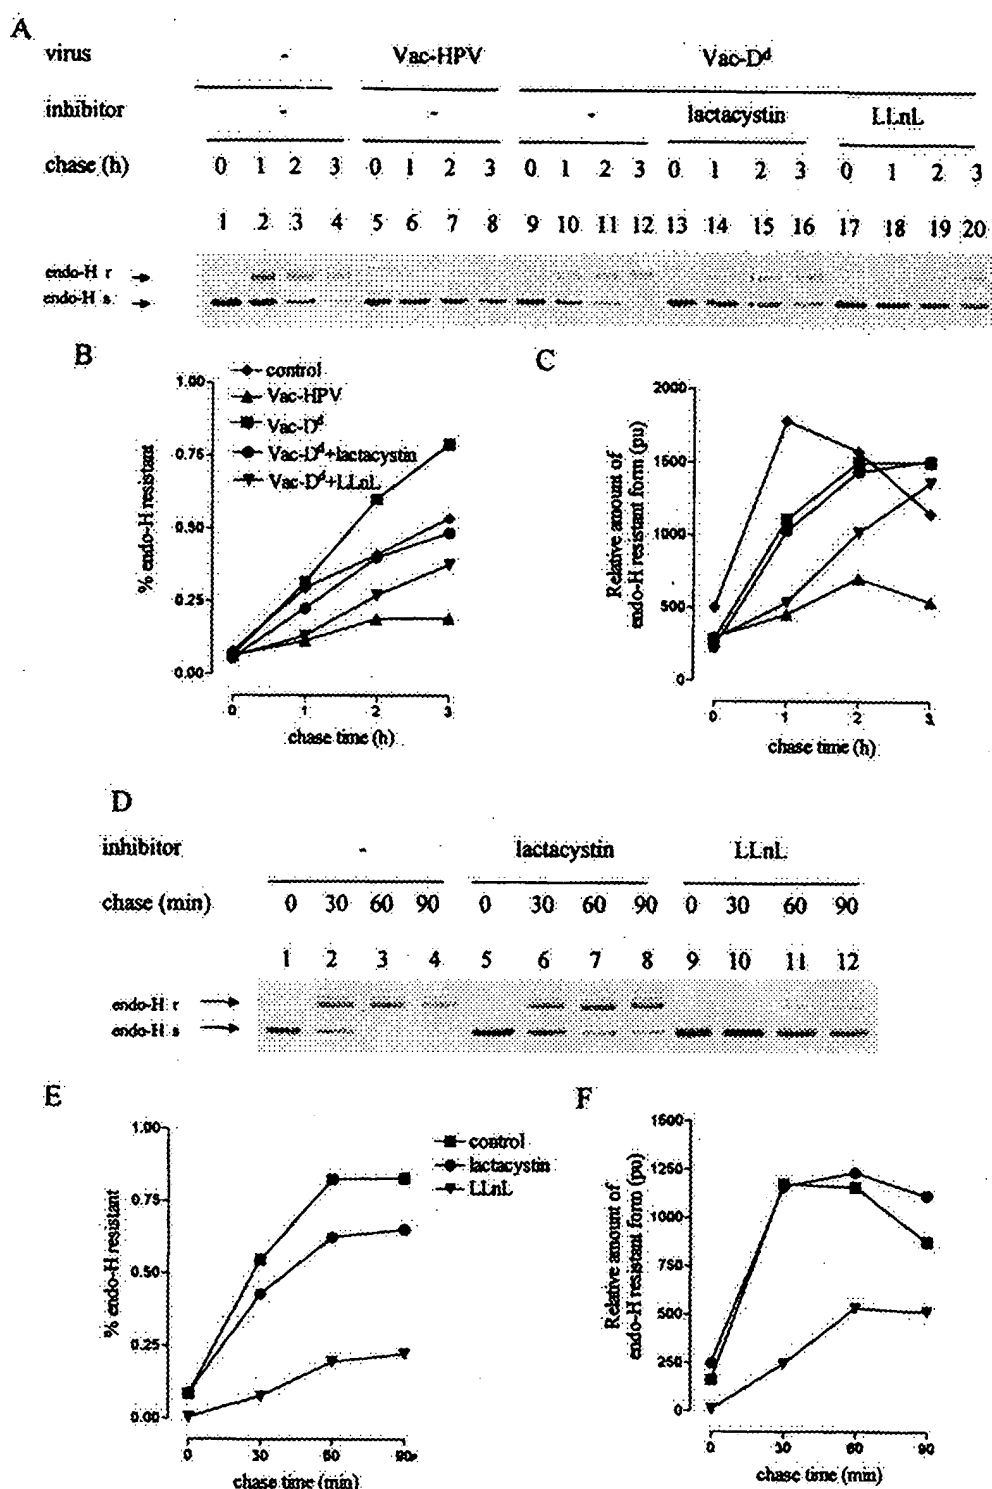 A
virus - Vac-HPV Vac-Dᵈ
inhibitor - - - lactacystin LLnL
chase (h) 0 1 2 3 0 1 2 3 0 1 2 3 0 1 2 3 0 1 2 3
1 2 3 4 5 6 7 8 9 10 11 12 13 14 15 16 17 18 19 20
endo-H r
endo-H s
B
control
Vac-HPV
Vac-Dᵈ
Vac-Dᵈ+lactacystin
Vac-Dᵈ+LLnL
% endo-H resistant
1.00
0.75
0.50
0.25
0.00
0 1 2 3
chase time (h)
C
Relative amount of
endo-H resistant form (pu)
2000
1500
1000
500
0
0 1 2 3
chase time (h)
D
inhibitor - lactacystin LLnL
chase (min) 0 30 60 90 0 30 60 90 0 30 60 90
1 2 3 4 5 6 7 8 9 10 11 12
endo-H r
endo-H s
E
control
lactacystin
LLnL
% endo-H resistant
1.00
0.75
0.50
0.25
0.00
0 30 60 90
chase time (min)
F
Relative amount of
endo-H resistant form (pu)
1500
1250
1000
750
500
250
0
0 30 60 90
chase time (min)